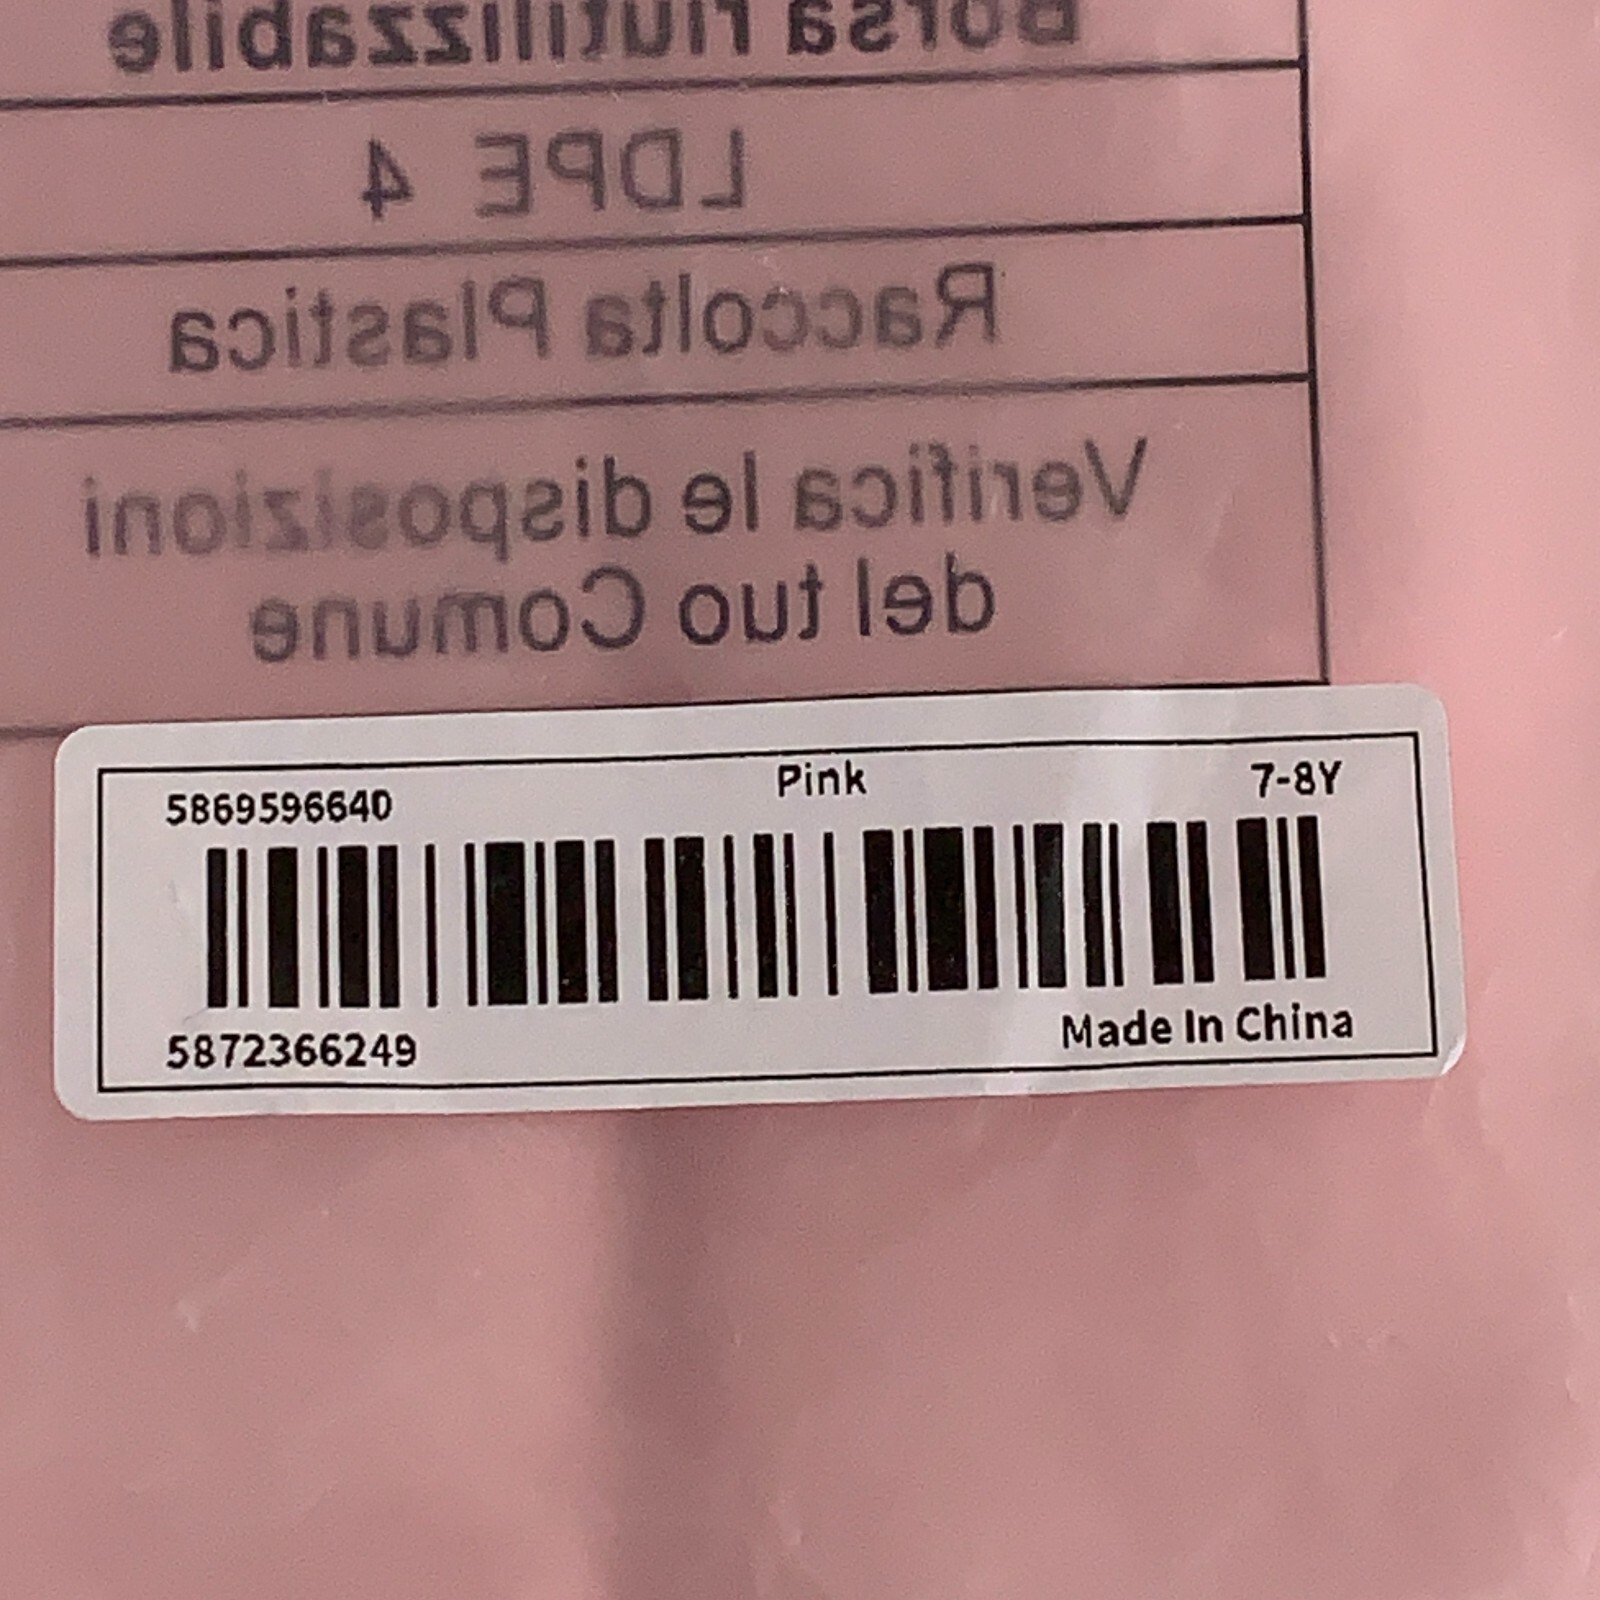 Borsa riutilizzabile
LDPE 4
Raccolta Plastica
Verifica le disposizioni
del tuo Comune
5869596640 Pink 7-8Y
5872366249 Made In China